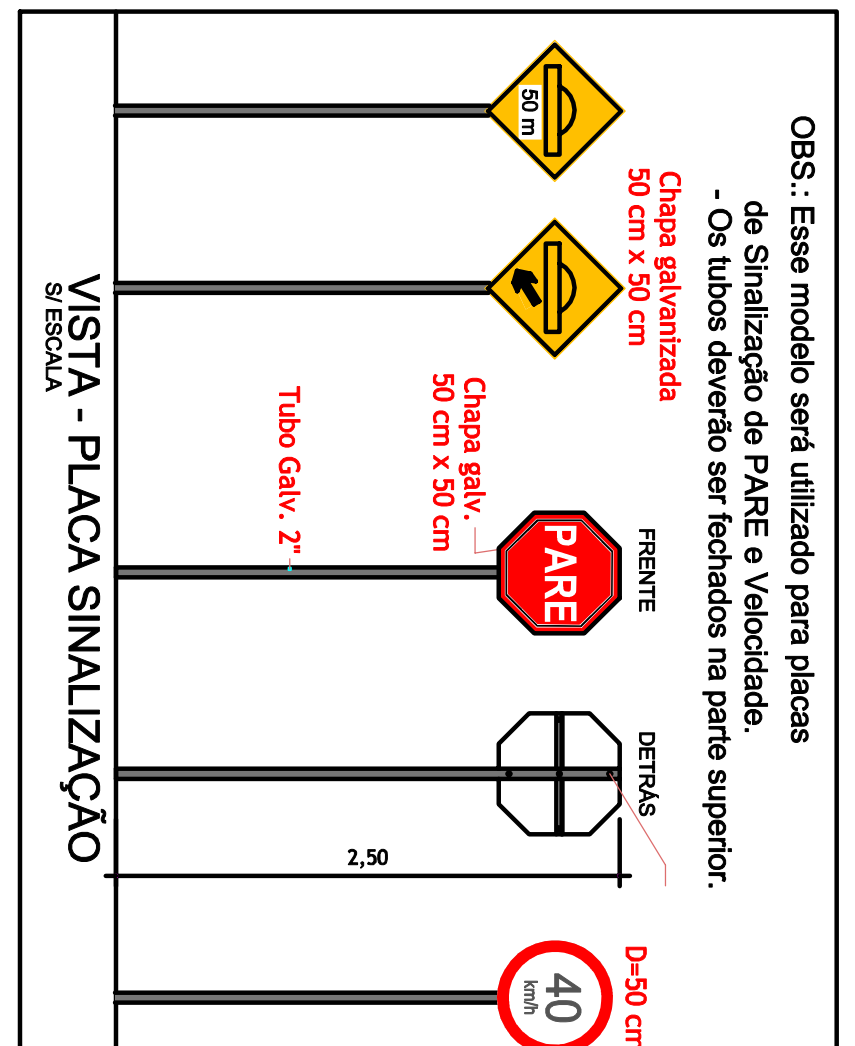 OBS.: Esse modelo será utilizado para placas
de Sinalização de PARE e Velocidade.
- Os tubos deverão ser fechados na parte superior.
Chapa galvanizada
50 cm x 50 cm
50 m
FRENTE
DETRÁS
D=50 cm
Chapa galv.
50 cm x 50 cm
PARE
40
km/h
Tubo Galv. 2"
2,50
VISTA - PLACA SINALIZAÇÃO
S/ ESCALA